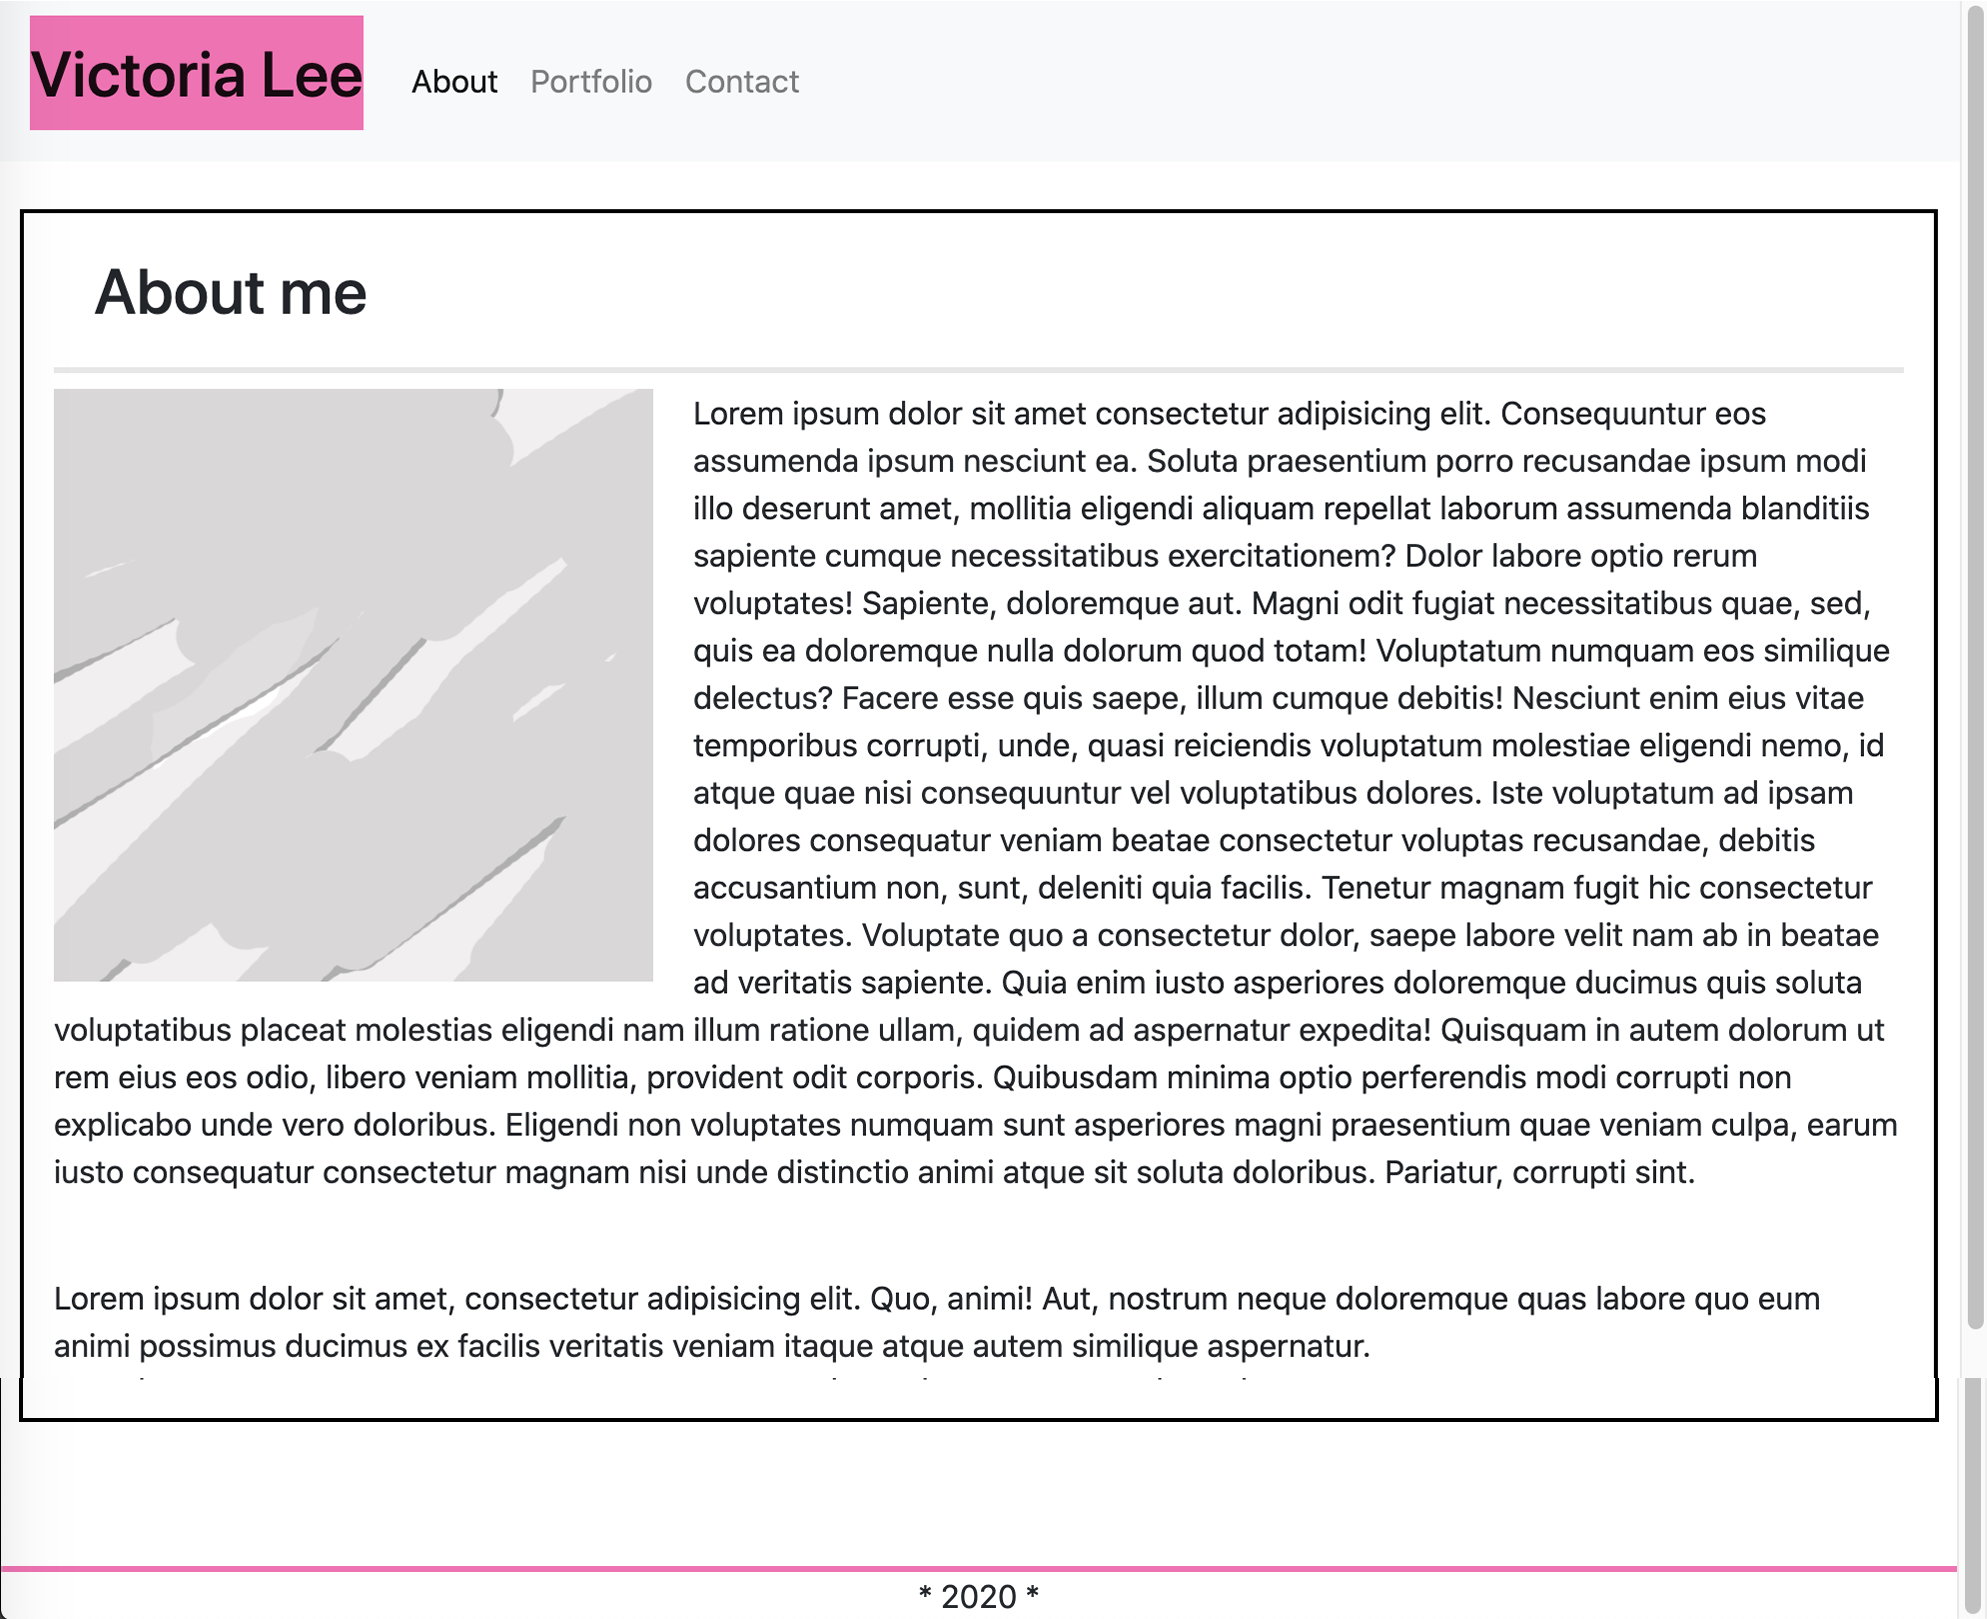 Victoria Lee About Portfolio Contact
About me
Lorem ipsum dolor sit amet consectetur adipisicing elit. Consequuntur eos
assumenda ipsum nesciunt ea. Soluta praesentium porro recusandae ipsum modi
illo deserunt amet, mollitia eligendi aliquam repellat laborum assumenda blanditiis
sapiente cumque necessitatibus exercitationem? Dolor labore optio rerum
voluptates! Sapiente, doloremque aut. Magni odit fugiat necessitatibus quae, sed,
quis ea doloremque nulla dolorum quod totam! Voluptatum numquam eos similique
delectus? Facere esse quis saepe, illum cumque debitis! Nesciunt enim eius vitae
temporibus corrupti, unde, quasi reiciendis voluptatum molestiae eligendi nemo, id
atque quae nisi consequuntur vel voluptatibus dolores. Iste voluptatum ad ipsam
dolores consequatur veniam beatae consectetur voluptas recusandae, debitis
accusantium non, sunt, deleniti quia facilis. Tenetur magnam fugit hic consectetur
voluptates. Voluptate quo a consectetur dolor, saepe labore velit nam ab in beatae
ad veritatis sapiente. Quia enim iusto asperiores doloremque ducimus quis soluta
voluptatibus placeat molestias eligendi nam illum ratione ullam, quidem ad aspernatur expedita! Quisquam in autem dolorum ut
rem eius eos odio, libero veniam mollitia, provident odit corporis. Quibusdam minima optio perferendis modi corrupti non
explicabo unde vero doloribus. Eligendi non voluptates numquam sunt asperiores magni praesentium quae veniam culpa, earum
iusto consequatur consectetur magnam nisi unde distinctio animi atque sit soluta doloribus. Pariatur, corrupti sint.
Lorem ipsum dolor sit amet, consectetur adipisicing elit. Quo, animi! Aut, nostrum neque doloremque quas labore quo eum
animi possimus ducimus ex facilis veritatis veniam itaque atque autem similique aspernatur.
* 2020 *